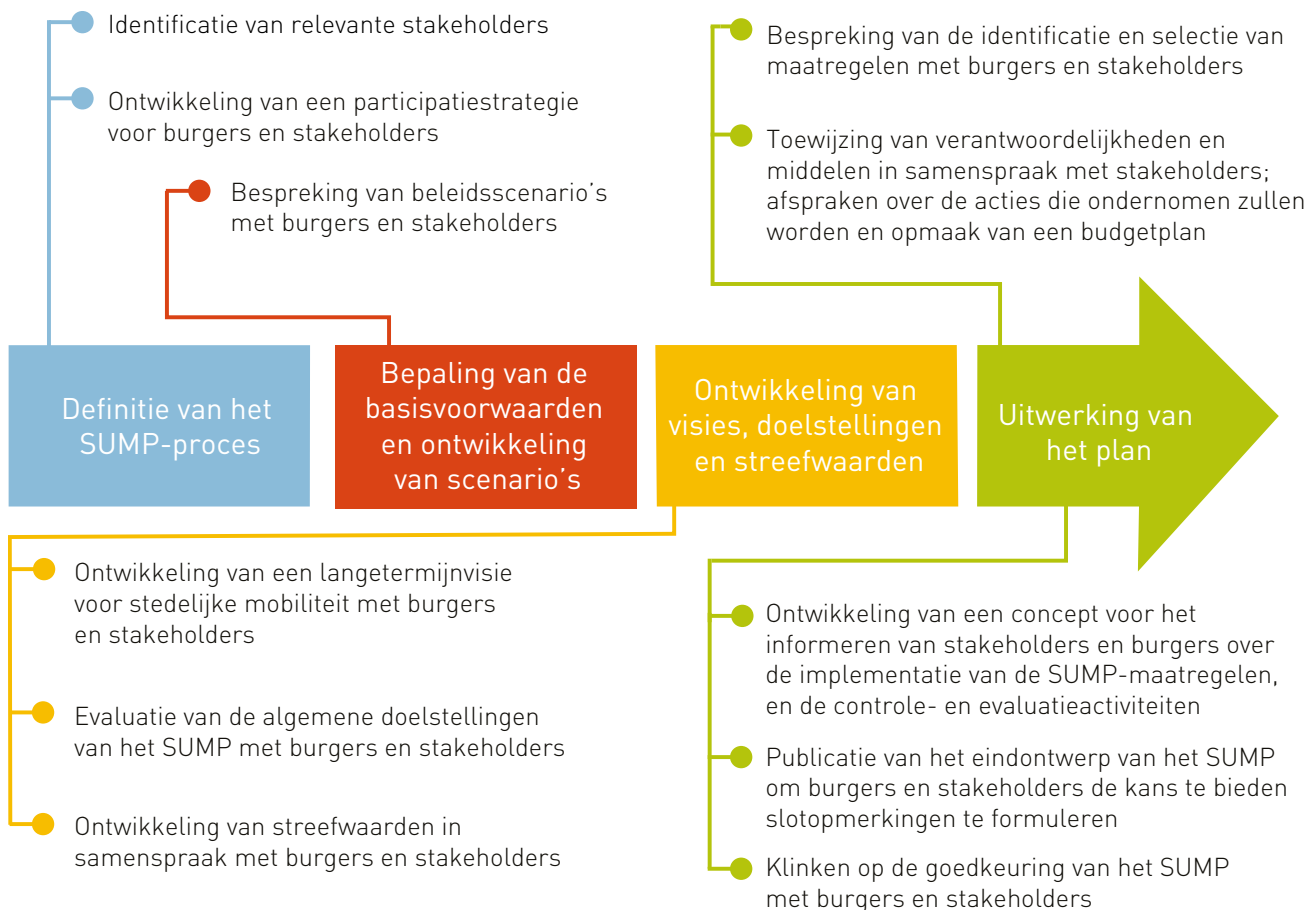 Identificatie van relevante stakeholders
Ontwikkeling van een participatiestrategie
voor burgers en stakeholders
Bespreking van beleidsscenario's
met burgers en stakeholders
Bespreking van de identificatie en selectie van
maatregelen met burgers en stakeholders
Toewijzing van verantwoordelijkheden en
middelen in samenspraak met stakeholders;
afspraken over de acties die ondernomen zullen
worden en opmaak van een budgetplan
Definitie van het
SUMP-proces
Bepaling van de
basisvoorwaarden
en ontwikkeling
van scenario's
Ontwikkeling van
visies, doelstellingen
en streefwaarden
Uitwerking van
het plan
Ontwikkeling van een langetermijnvisie
voor stedelijke mobiliteit met burgers
en stakeholders
Evaluatie van de algemene doelstellingen
van het SUMP met burgers en stakeholders
Ontwikkeling van streefwaarden in
samenspraak met burgers en stakeholders
Ontwikkeling van een concept voor het
informeren van stakeholders en burgers over
de implementatie van de SUMP-maatregelen,
en de controle- en evaluatieactiviteiten
Publicatie van het eindontwerp van het SUMP
om burgers en stakeholders de kans te bieden
slotopmerkingen te formuleren
Klinken op de goedkeuring van het SUMP
met burgers en stakeholders